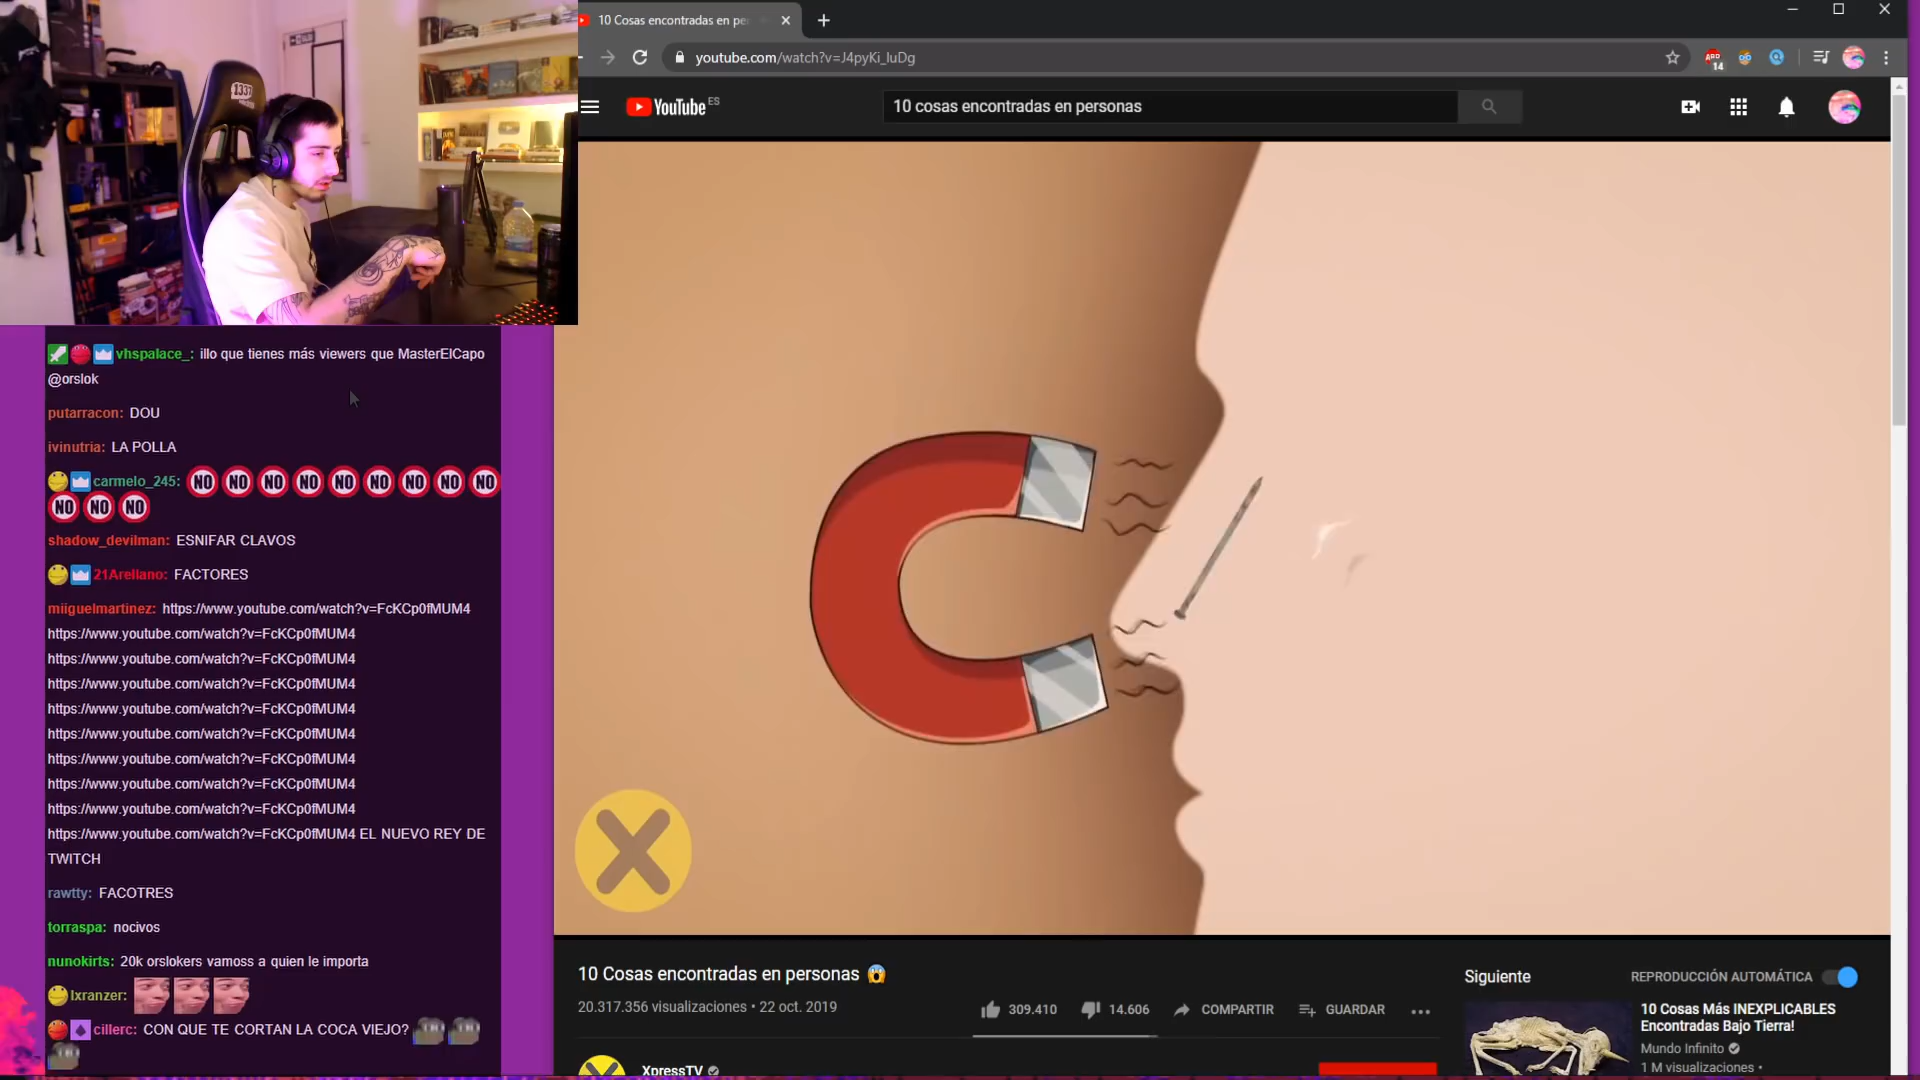 10 Cosas encontradas en pe
youtube.com/watch?v=J4pyKi_luDg
14
YouTube ES
10 cosas encontradas en personas
1337
vhspalace_: illo que tienes más viewers que MasterElCapo
@orslok
putarracon: DOU
ivinutria: LA POLLA
carmelo_245: NO NO NO NO NO NO NO NO NO
NO NO NO
shadow_devilman: ESNIFAR CLAVOS
21Arellano: FACTORES
miiguelmartinez: https://www.youtube.com/watch?v=FcKCp0fMUM4
https://www.youtube.com/watch?v=FcKCp0fMUM4
https://www.youtube.com/watch?v=FcKCp0fMUM4
https://www.youtube.com/watch?v=FcKCp0fMUM4
https://www.youtube.com/watch?v=FcKCp0fMUM4
https://www.youtube.com/watch?v=FcKCp0fMUM4
https://www.youtube.com/watch?v=FcKCp0fMUM4
https://www.youtube.com/watch?v=FcKCp0fMUM4
https://www.youtube.com/watch?v=FcKCp0fMUM4
https://www.youtube.com/watch?v=FcKCp0fMUM4 EL NUEVO REY DE
TWITCH
rawtty: FACOTRES
torraspa: nocivos
nunokirts: 20k orslokers vamoss a quien le importa
lxranzer:
cillerc: CON QUE TE CORTAN LA COCA VIEJO?
X
10 Cosas encontradas en personas 😱
20.317.356 visualizaciones • 22 oct. 2019
309.410
14.606
COMPARTIR
GUARDAR
XpressTV
Siguiente
REPRODUCCIÓN AUTOMÁTICA
10 Cosas Más INEXPLICABLES
Encontradas Bajo Tierra!
Mundo Infinito
1 M visualizaciones •